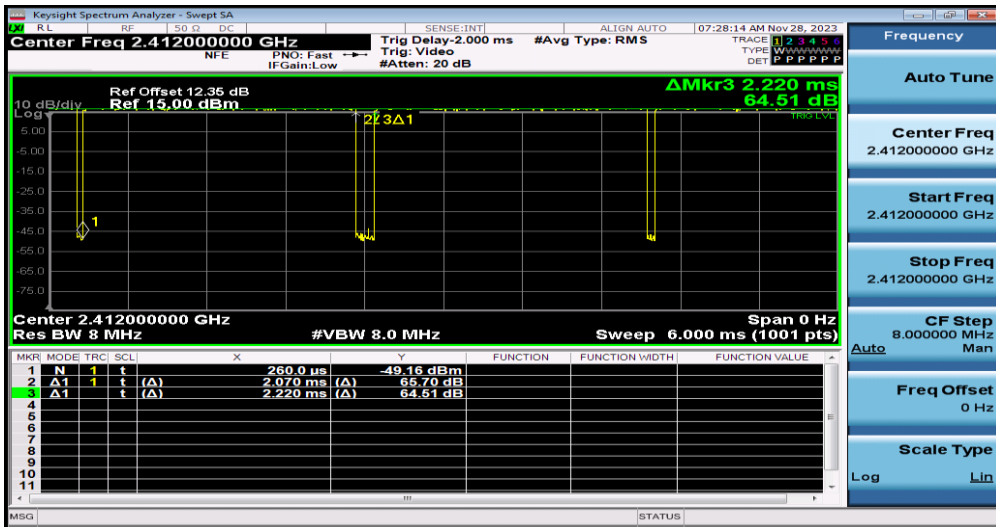 Keysight Spectrum Analyzer - Swept SA
LXI RL RF 50 Ω DC SENSE:INT ALIGN AUTO 07:28:14 AM Nov 28, 2023
Center Freq 2.412000000 GHz
NFE PNO: Fast
IFGain:Low
Trig Delay-2.000 ms
Trig: Video
#Atten: 20 dB
#Avg Type: RMS
TRACE 1 2 3 4 5 6
TYPE WWWWWW
DET P P P P P P
Ref Offset 12.35 dB
Ref 15.00 dBm
10 dB/div
Log
ΔMkr3 2.220 ms
64.51 dB
TRIG LVL
2 3Δ1
5.00
-5.00
-15.0
-25.0
-35.0
1
-45.0
-55.0
-65.0
-75.0
Center 2.412000000 GHz Span 0 Hz
Res BW 8 MHz #VBW 8.0 MHz Sweep 6.000 ms (1001 pts)
MKR MODE TRC SCL X Y FUNCTION FUNCTION WIDTH FUNCTION VALUE
1 N 1 t 260.0 µs -49.16 dBm
2 Δ1 1 t (Δ) 2.070 ms (Δ) 65.70 dB
3 Δ1 t (Δ) 2.220 ms (Δ) 64.51 dB
4
5
6
7
8
9
10
11
MSG STATUS
Frequency
Auto Tune
Center Freq
2.412000000 GHz
Start Freq
2.412000000 GHz
Stop Freq
2.412000000 GHz
CF Step
8.000000 MHz
Auto Man
Freq Offset
0 Hz
Scale Type
Log Lin